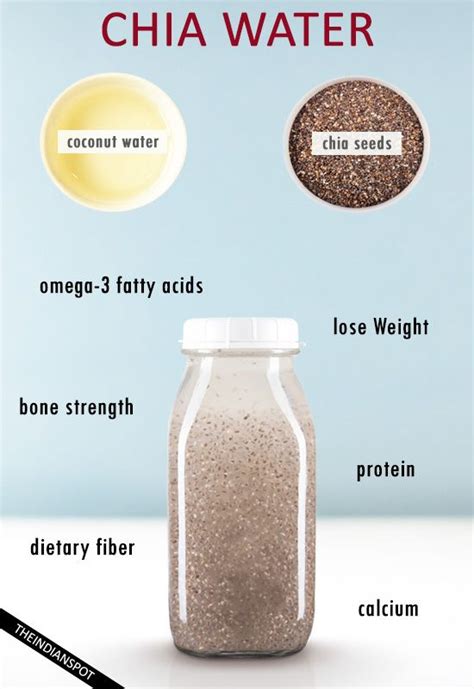 CHIA WATER
coconut water
chia seeds
omega-3 fatty acids
lose Weight
bone strength
protein
dietary fiber
calcium
THEINDIANSPOT